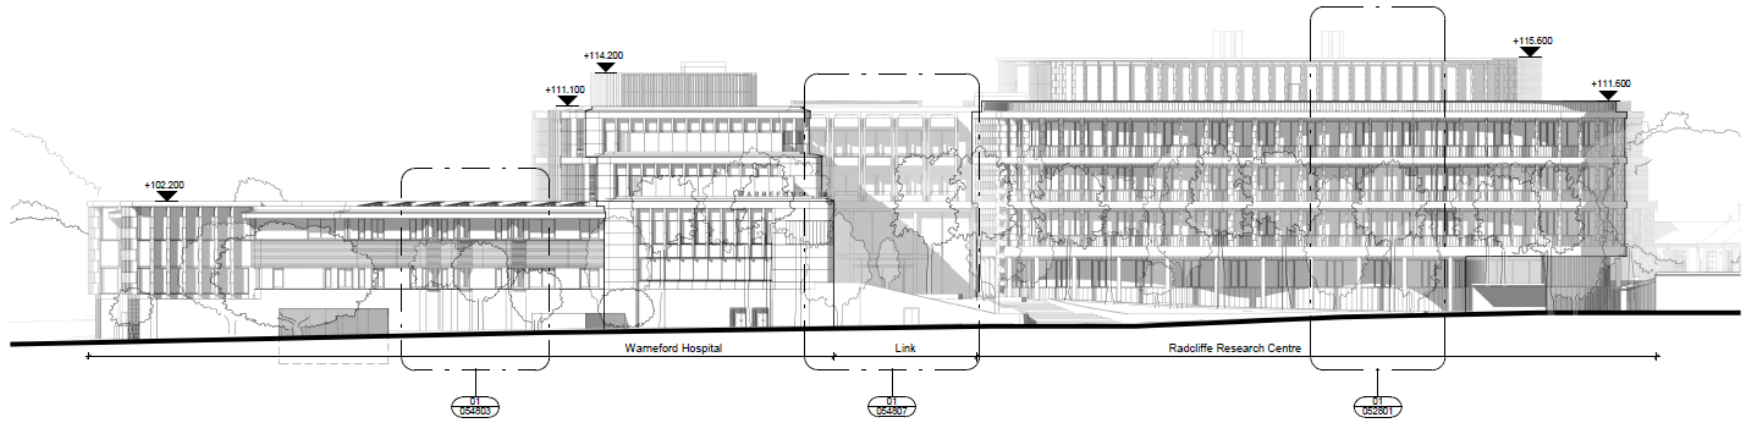 +115.600
+114.200
+111.100
+111.600
+102.200
WARNEFORD
Warneford Hospital
Link
Radcliffe Research Centre
01
054803
01
054807
01
052801